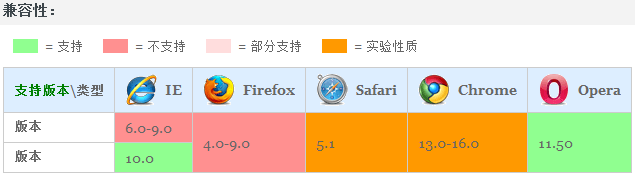 兼容性：
= 支持 = 不支持 = 部分支持 = 实验性质
支持版本\类型 IE Firefox Safari Chrome Opera
版本 6.0-9.0 4.0-9.0 5.1 13.0-16.0 11.50
版本 10.0